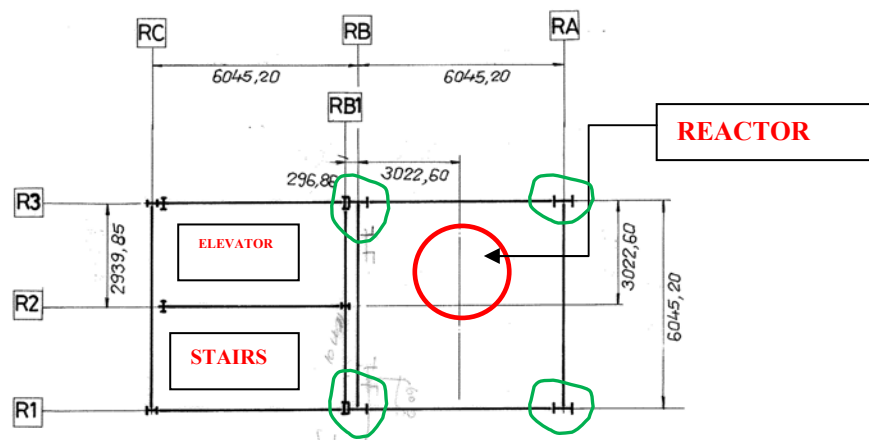 RC
RB
RA
6045,20
6045,20
RB1
REACTOR
3022,60
296,86
R3
ELEVATOR
2939,85
3022,60
6045,20
R2
STAIRS
R1